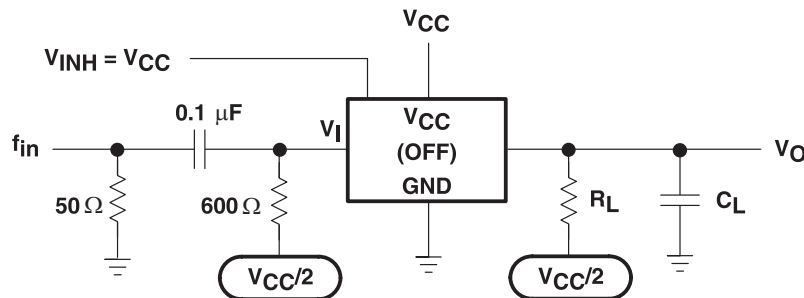 VCC
VINH = VCC
0.1 μF
fin
VI
VCC
(OFF)
GND
VO
50 Ω
600 Ω
RL
CL
VCC/2
VCC/2